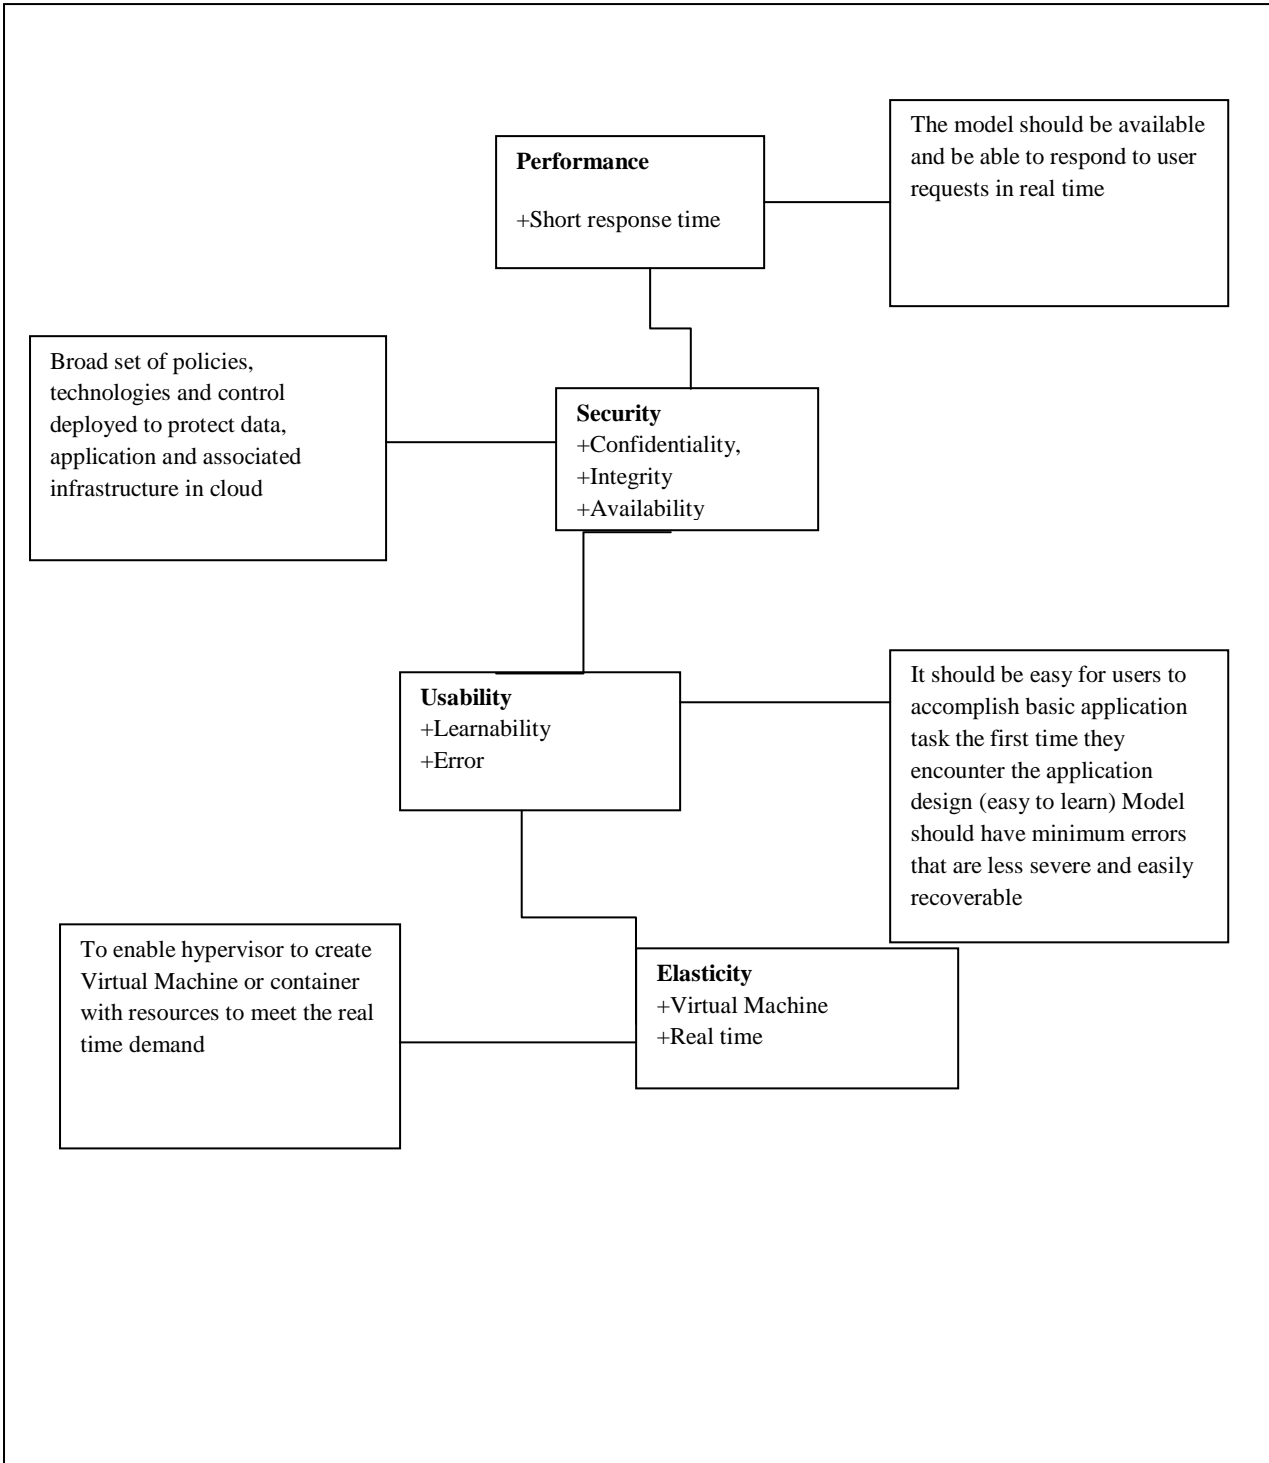 Performance
+Short response time
The model should be available
and be able to respond to user
requests in real time
Broad set of policies,
technologies and control
deployed to protect data,
application and associated
infrastructure in cloud
Security
+Confidentiality,
+Integrity
+Availability
Usability
+Learnability
+Error
It should be easy for users to
accomplish basic application
task the first time they
encounter the application
design (easy to learn) Model
should have minimum errors
that are less severe and easily
recoverable
To enable hypervisor to create
Virtual Machine or container
with resources to meet the real
time demand
Elasticity
+Virtual Machine
+Real time